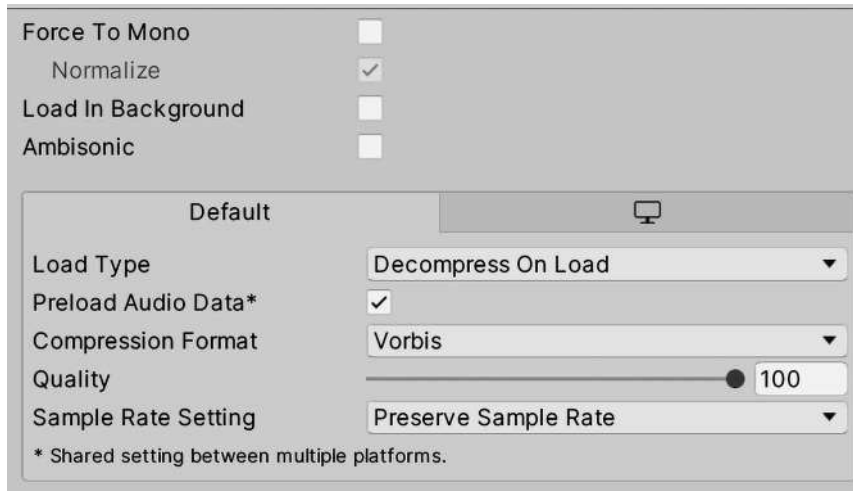 Force To Mono
Normalize
Load In Background
Ambisonic
Default
Load Type Decompress On Load
Preload Audio Data*
Compression Format Vorbis
Quality 100
Sample Rate Setting Preserve Sample Rate
* Shared setting between multiple platforms.